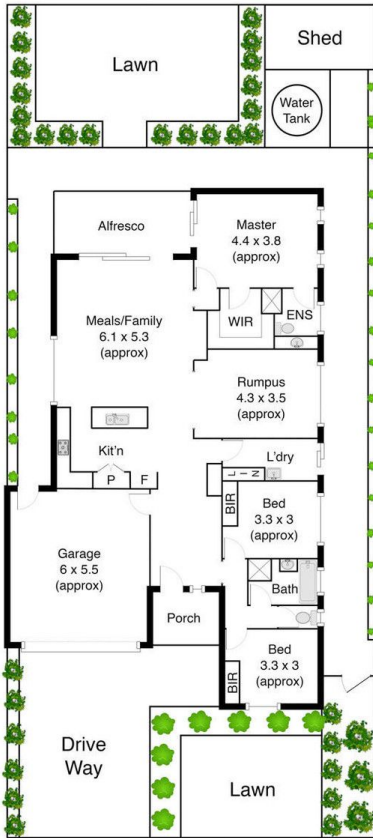 Lawn
Shed
Water
Tank
Alfresco
Master
4.4 x 3.8
(approx)
Meals/Family
6.1 x 5.3
(approx)
WIR
ENS
Rumpus
4.3 x 3.5
(approx)
Kit'n
P
F
L'dry
L I N
BIR
Bed
3.3 x 3
(approx)
Garage
6 x 5.5
(approx)
Bath
Porch
Bed
3.3 x 3
(approx)
BIR
Drive
Way
Lawn